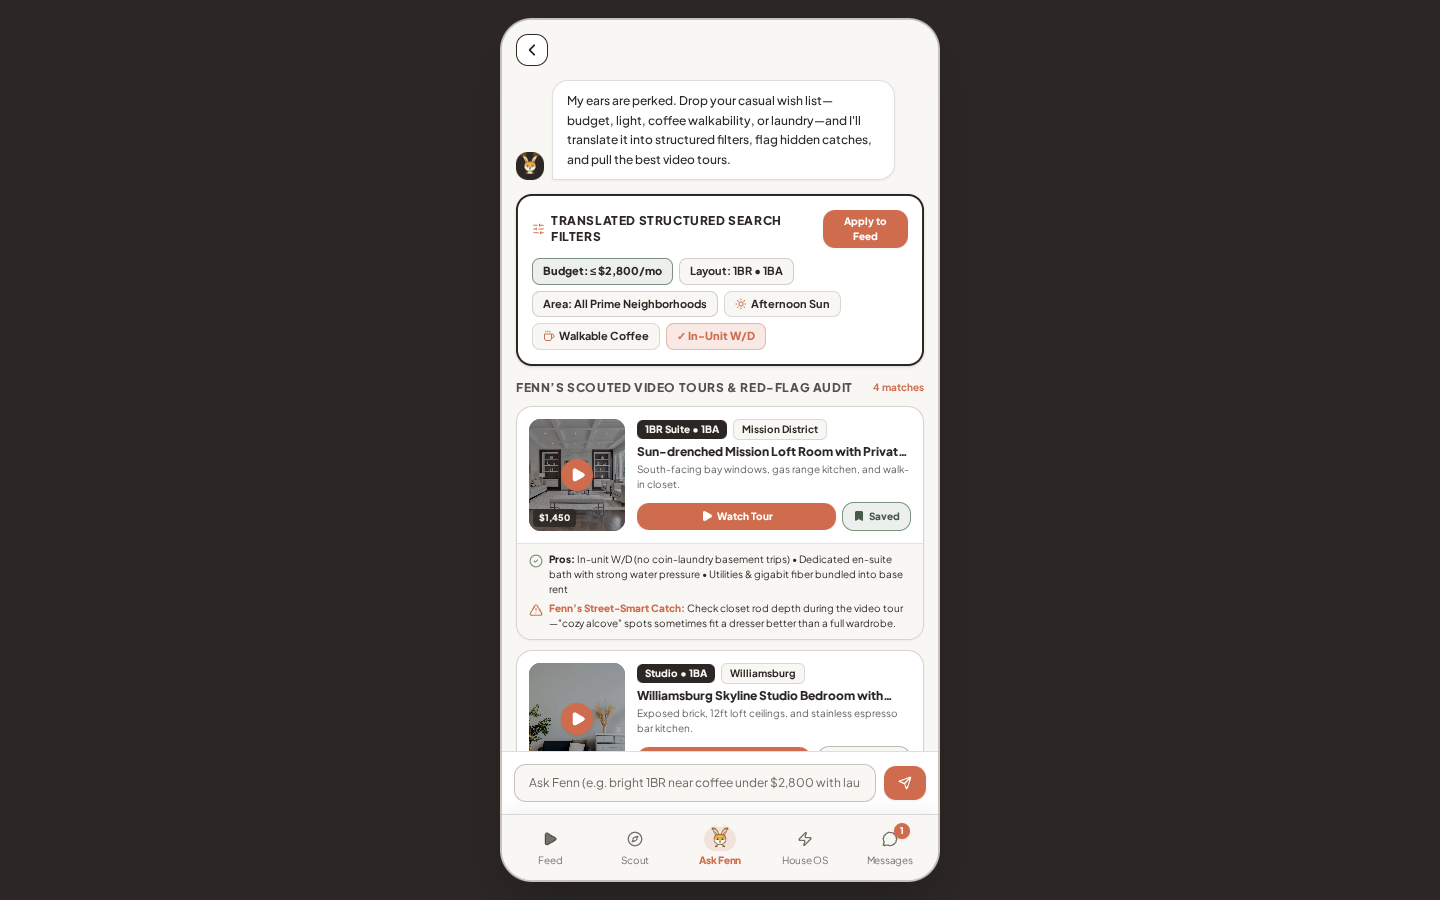 My ears are perked. Drop your casual wish list—
budget, light, coffee walkability, or laundry—and I'll
translate it into structured filters, flag hidden catches,
and pull the best video tours.
TRANSLATED STRUCTURED SEARCH
FILTERS
Apply to
Feed
Budget: ≤ $2,800/mo
Layout: 1BR • 1BA
Area: All Prime Neighborhoods
Afternoon Sun
Walkable Coffee
✓ In-Unit W/D
FENN'S SCOUTED VIDEO TOURS & RED-FLAG AUDIT
4 matches
1BR Suite • 1BA
Mission District
Sun-drenched Mission Loft Room with Privat…
South-facing bay windows, gas range kitchen, and walk-
in closet.
$1,450
Watch Tour
Saved
Pros: In-unit W/D (no coin-laundry basement trips) • Dedicated en-suite
bath with strong water pressure • Utilities & gigabit fiber bundled into base
rent
Fenn's Street-Smart Catch: Check closet rod depth during the video tour
—"cozy alcove" spots sometimes fit a dresser better than a full wardrobe.
Studio • 1BA
Williamsburg
Williamsburg Skyline Studio Bedroom with…
Exposed brick, 12ft loft ceilings, and stainless espresso
bar kitchen.
Ask Fenn (e.g. bright 1BR near coffee under $2,800 with lau
Feed
Scout
Ask Fenn
House OS
1
Messages